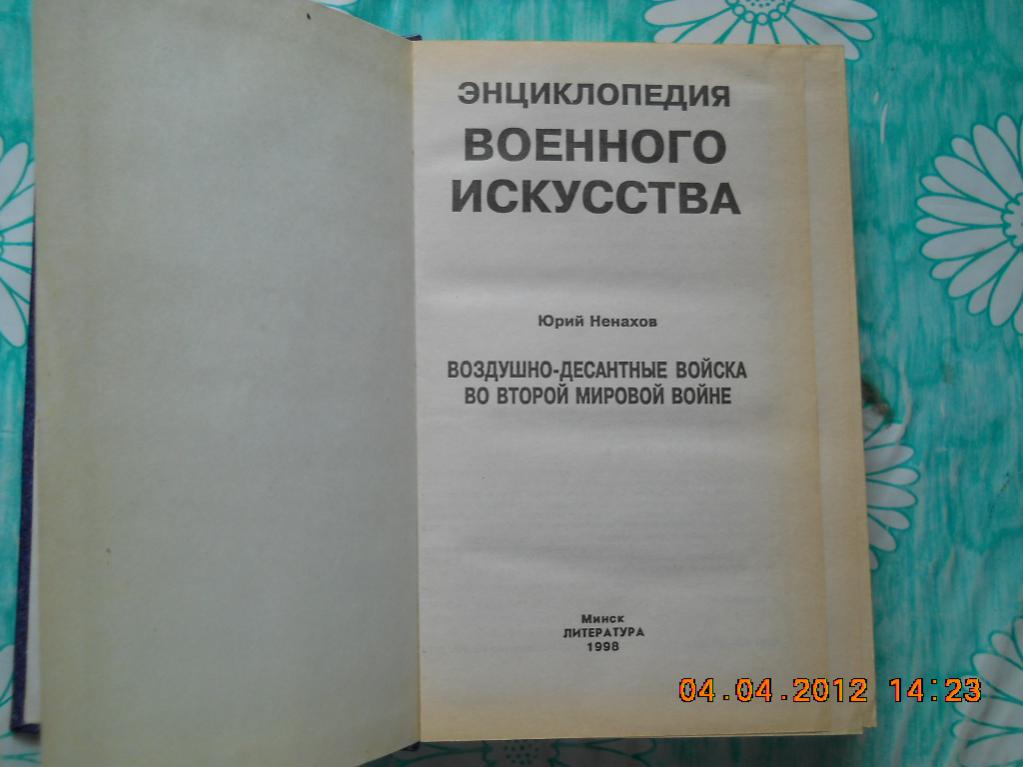 ЭНЦИКЛОПЕДИЯ
ВОЕННОГО
ИСКУССТВА
Юрий Ненахов
ВОЗДУШНО-ДЕСАНТНЫЕ ВОЙСКА
ВО ВТОРОЙ МИРОВОЙ ВОЙНЕ
Минск
ЛИТЕРАТУРА
1998
04.04.2012 14:23